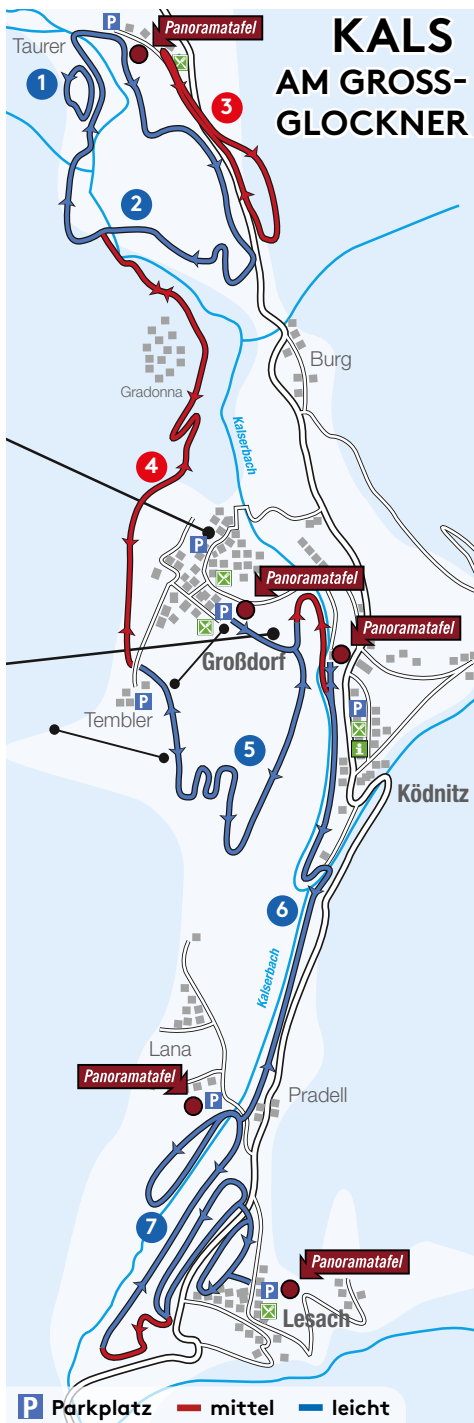 KALS
AM GROSS-
GLOCKNER
P
Panoramatafel
Taurer
1
3
2
Burg
Gradonna
Kalserbach
4
P
Panoramatafel
P
Panoramatafel
Großdorf
P
Tembler
P
i
5
Ködnitz
6
Kalserbach
Lana
Panoramatafel
P
Pradell
7
Panoramatafel
P
Lesach
P Parkplatz mittel leicht